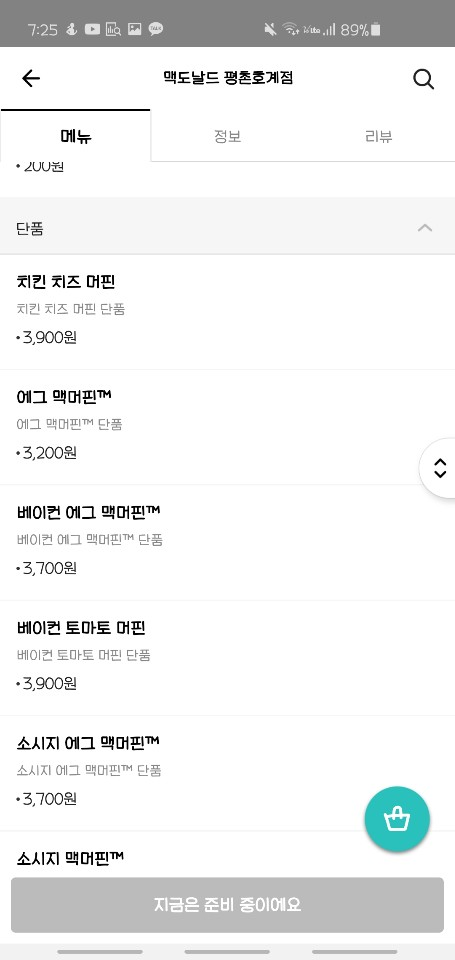 7:25
89%
맥도날드 평촌호계점
메뉴
정보
리뷰
•200원
단품
치킨 치즈 머핀
치킨 치즈 머핀 단품
•3,900원
에그 맥머핀™
에그 맥머핀™ 단품
•3,200원
베이컨 에그 맥머핀™
베이컨 에그 맥머핀™ 단품
•3,700원
베이컨 토마토 머핀
베이컨 토마토 머핀 단품
•3,900원
소시지 에그 맥머핀™
소시지 에그 맥머핀™ 단품
•3,700원
소시지 맥머핀™
지금은 준비 중이에요